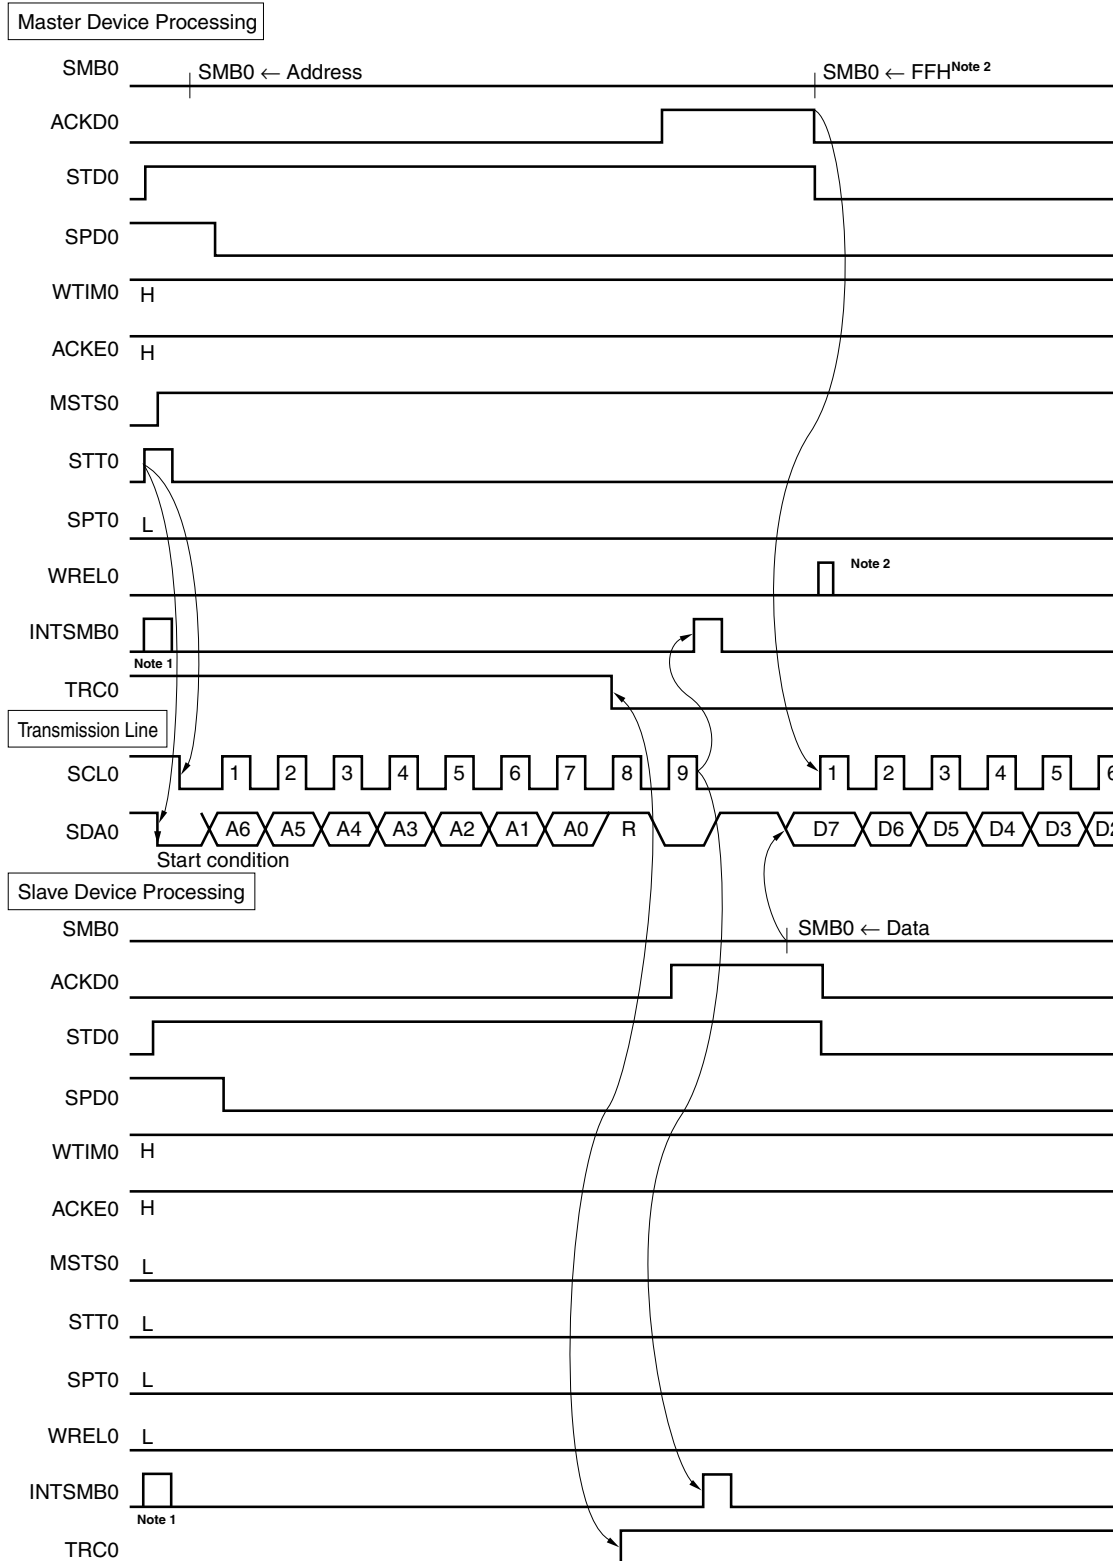 Master Device Processing
SMB0 SMB0 ← Address SMB0 ← FFH Note 2
ACKD0
STD0
SPD0
WTIM0 H
ACKE0 H
MSTS0
STT0
SPT0 L
WREL0 Note 2
INTSMB0
Note 1
TRC0
Transmission Line
SCL0 1 2 3 4 5 6 7 8 9 1 2 3 4 5 6
SDA0 A6 A5 A4 A3 A2 A1 A0 R D7 D6 D5 D4 D3 D2
Start condition
Slave Device Processing
SMB0 SMB0 ← Data
ACKD0
STD0
SPD0
WTIM0 H
ACKE0 H
MSTS0 L
STT0 L
SPT0 L
WREL0 L
INTSMB0
Note 1
TRC0